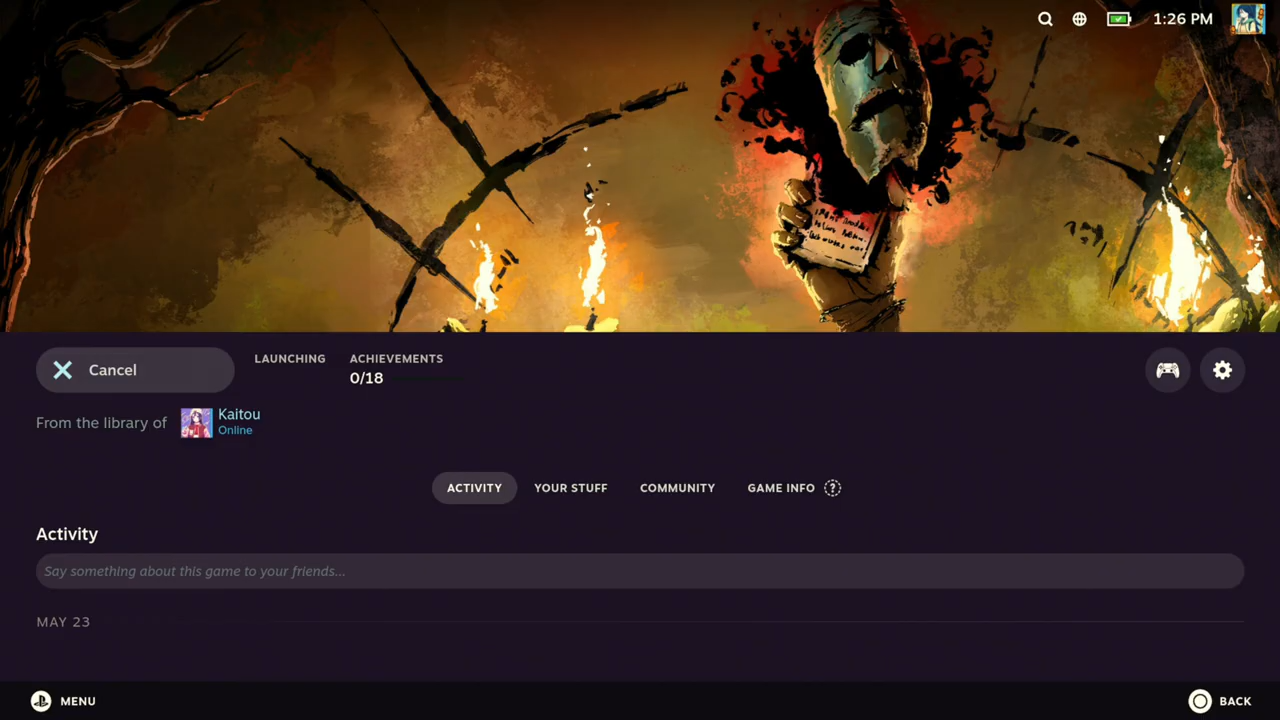 1:26 PM
Cancel
LAUNCHING
ACHIEVEMENTS
0/18
From the library of
Kaitou
Online
ACTIVITY
YOUR STUFF
COMMUNITY
GAME INFO
Activity
Say something about this game to your friends...
MAY 23
MENU
BACK